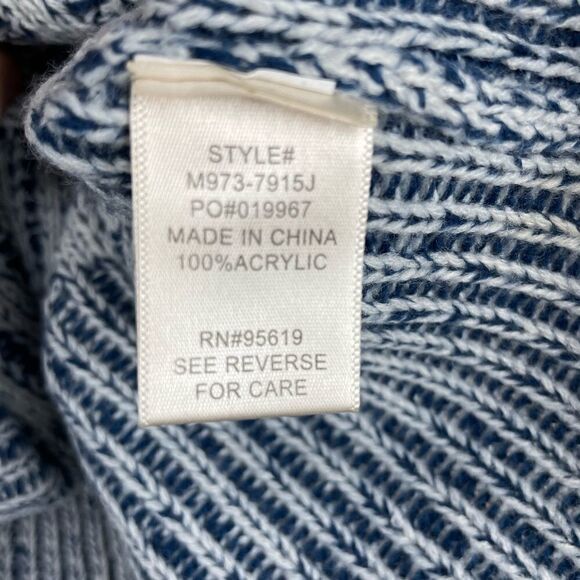 STYLE#
M973-7915J
PO#019967
MADE IN CHINA
100%ACRYLIC
RN#95619
SEE REVERSE
FOR CARE